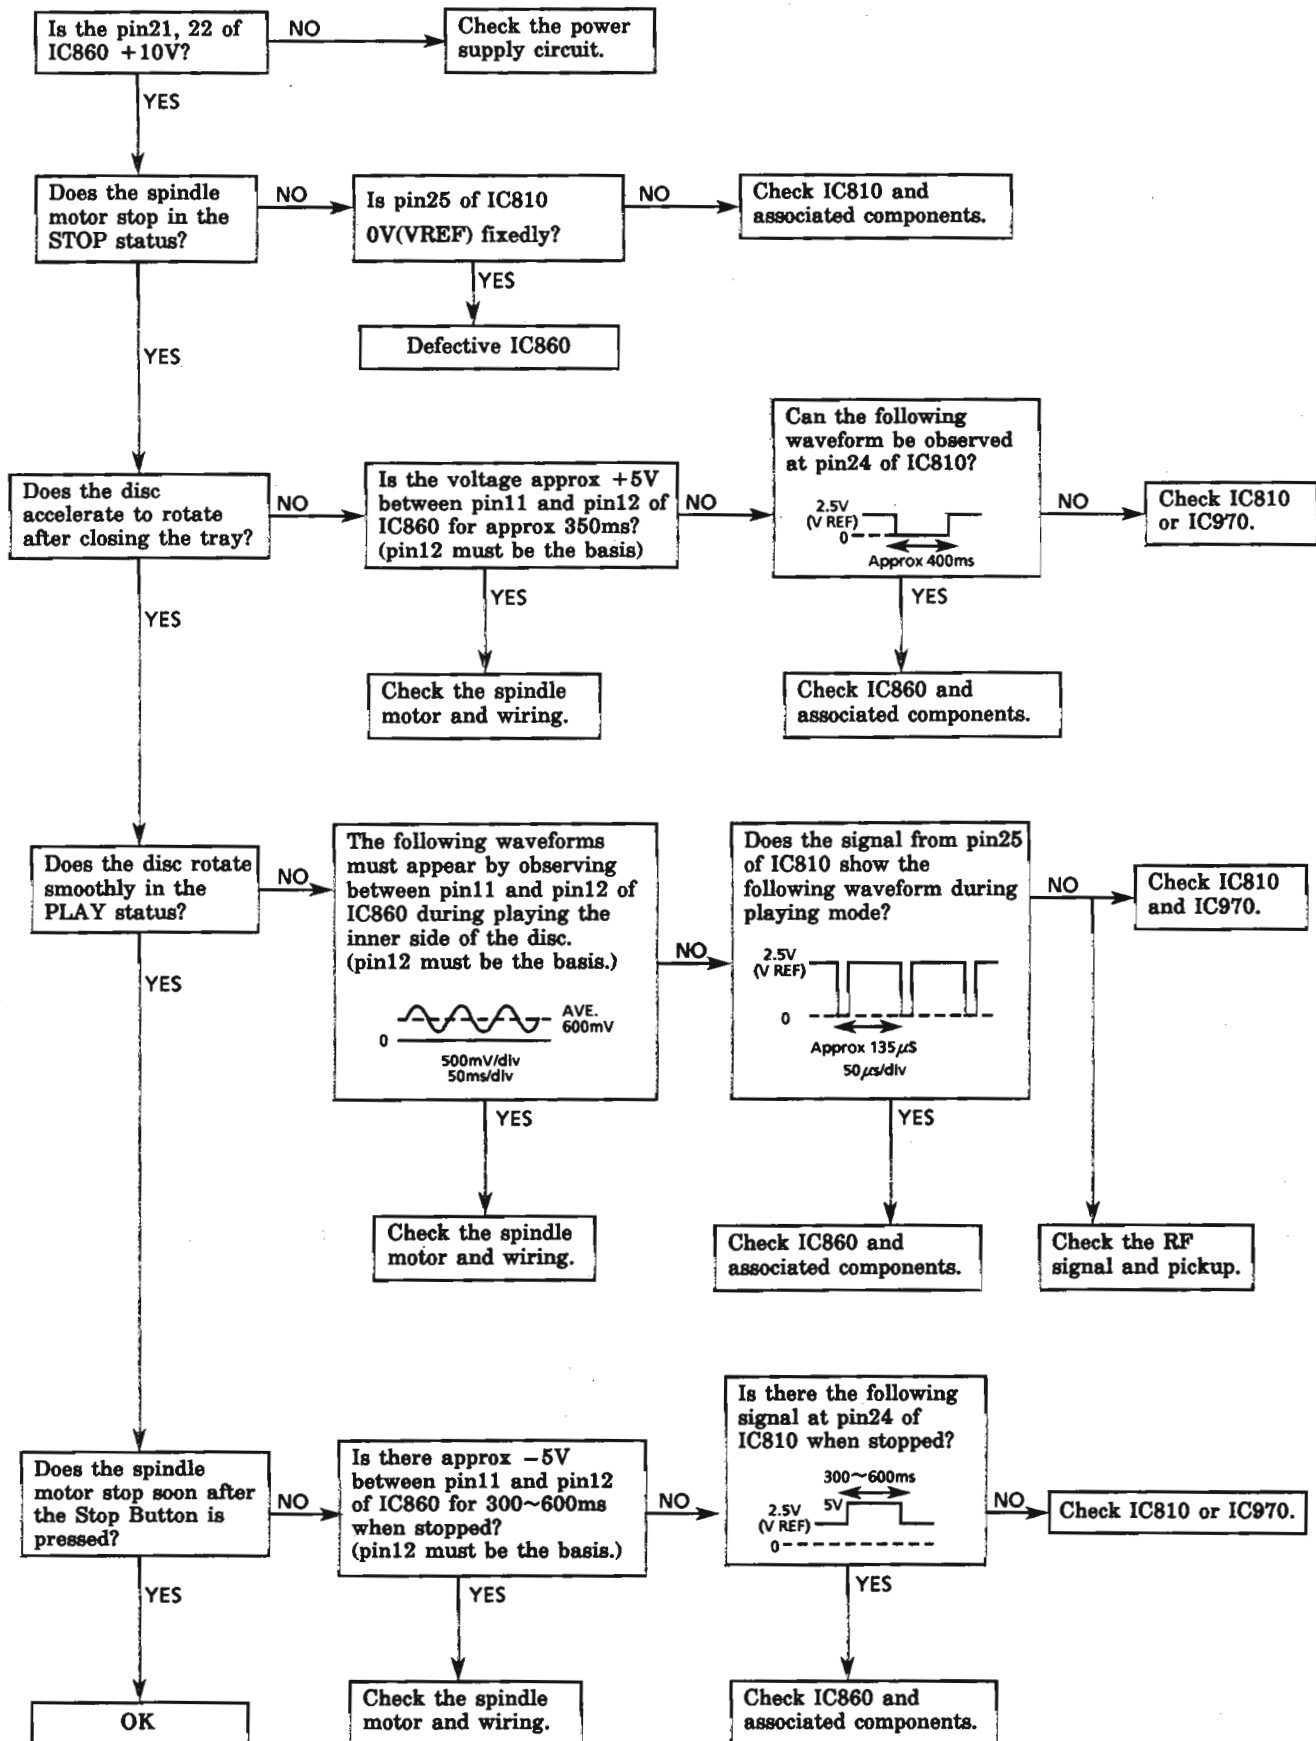 Is the pin21, 22 of
IC860 +10V?
NO
Check the power
supply circuit.
YES
Does the spindle
motor stop in the
STOP status?
NO
Is pin25 of IC810
0V(VREF) fixedly?
NO
Check IC810 and
associated components.
YES
Defective IC860
YES
Does the disc
accelerate to rotate
after closing the tray?
NO
Is the voltage approx +5V
between pin11 and pin12 of
IC860 for approx 350ms?
(pin12 must be the basis)
NO
Can the following
waveform be observed
at pin24 of IC810?
2.5V
(V REF)
0
Approx 400ms
NO
Check IC810
or IC970.
YES
Check the spindle
motor and wiring.
YES
Check IC860 and
associated components.
YES
Does the disc rotate
smoothly in the
PLAY status?
NO
The following waveforms
must appear by observing
between pin11 and pin12 of
IC860 during playing the
inner side of the disc.
(pin12 must be the basis.)
AVE.
600mV
0
500mV/div
50ms/div
NO
Does the signal from pin25
of IC810 show the
following waveform during
playing mode?
2.5V
(V REF)
0
Approx 135μS
50μs/div
NO
Check IC810
and IC970.
YES
Check the spindle
motor and wiring.
YES
Check IC860 and
associated components.
Check the RF
signal and pickup.
YES
Does the spindle
motor stop soon after
the Stop Button is
pressed?
NO
Is there approx −5V
between pin11 and pin12
of IC860 for 300~600ms
when stopped?
(pin12 must be the basis.)
NO
Is there the following
signal at pin24 of
IC810 when stopped?
300~600ms
5V
2.5V
(V REF)
0
NO
Check IC810 or IC970.
YES
OK
YES
Check the spindle
motor and wiring.
YES
Check IC860 and
associated components.